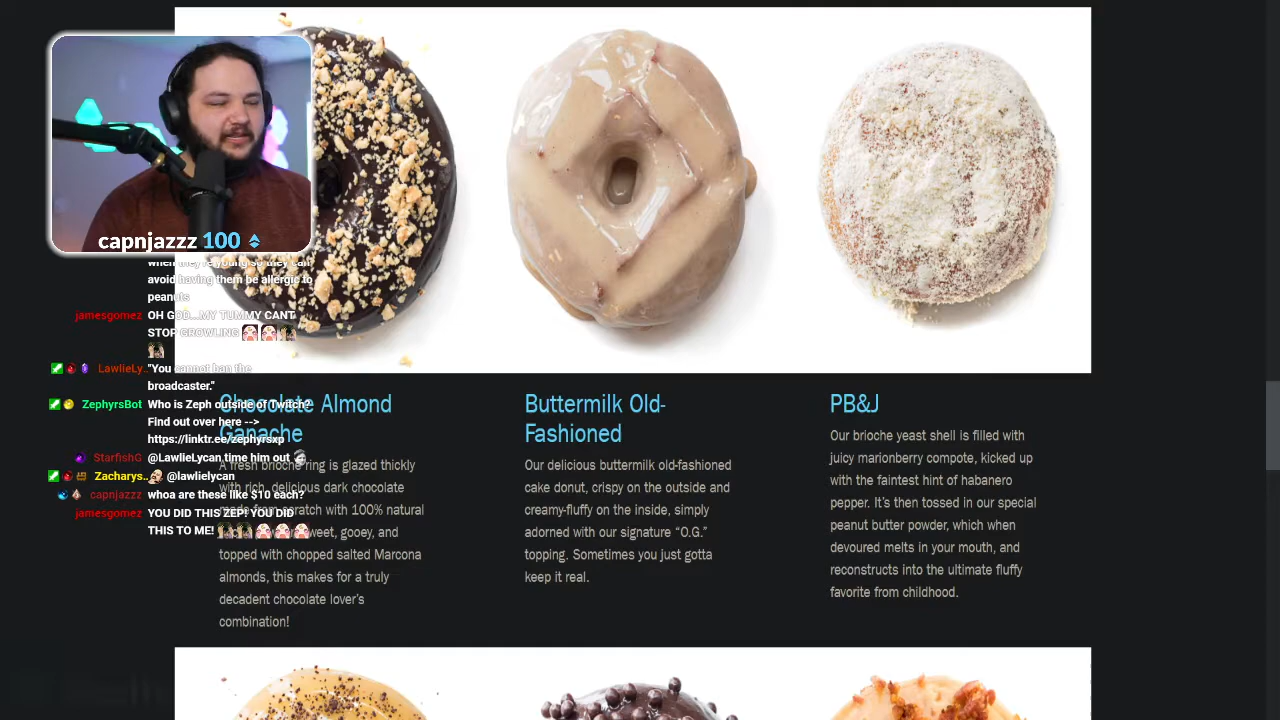 capnjazzz 100
when they're young so they can
avoid having them be allergic to
peanuts
jamesgomez OH GOD...MY TUMMY CANT
STOP GROWLING
LawlieLy.. "You cannot ban the
broadcaster."
ZephyrsBot Who is Zeph outside of Twitch?
Find out over here -->
https://linktr.ee/zephyrsxp
StarfishG @LawlieLycan time him out
Zacharys.. @lawlielycan
capnjazzz whoa are these like $10 each?
jamesgomez YOU DID THIS ZEP! YOU DID
THIS TO ME!
Chocolate Almond
Ganache
A fresh brioche ring is glazed thickly
with rich, delicious dark chocolate
made from scratch with 100% natural
sweet, gooey, and
topped with chopped salted Marcona
almonds, this makes for a truly
decadent chocolate lover's
combination!
Buttermilk Old-
Fashioned
Our delicious buttermilk old-fashioned
cake donut, crispy on the outside and
creamy-fluffy on the inside, simply
adorned with our signature “O.G.”
topping. Sometimes you just gotta
keep it real.
PB&J
Our brioche yeast shell is filled with
juicy marionberry compote, kicked up
with the faintest hint of habanero
pepper. It's then tossed in our special
peanut butter powder, which when
devoured melts in your mouth, and
reconstructs into the ultimate fluffy
favorite from childhood.